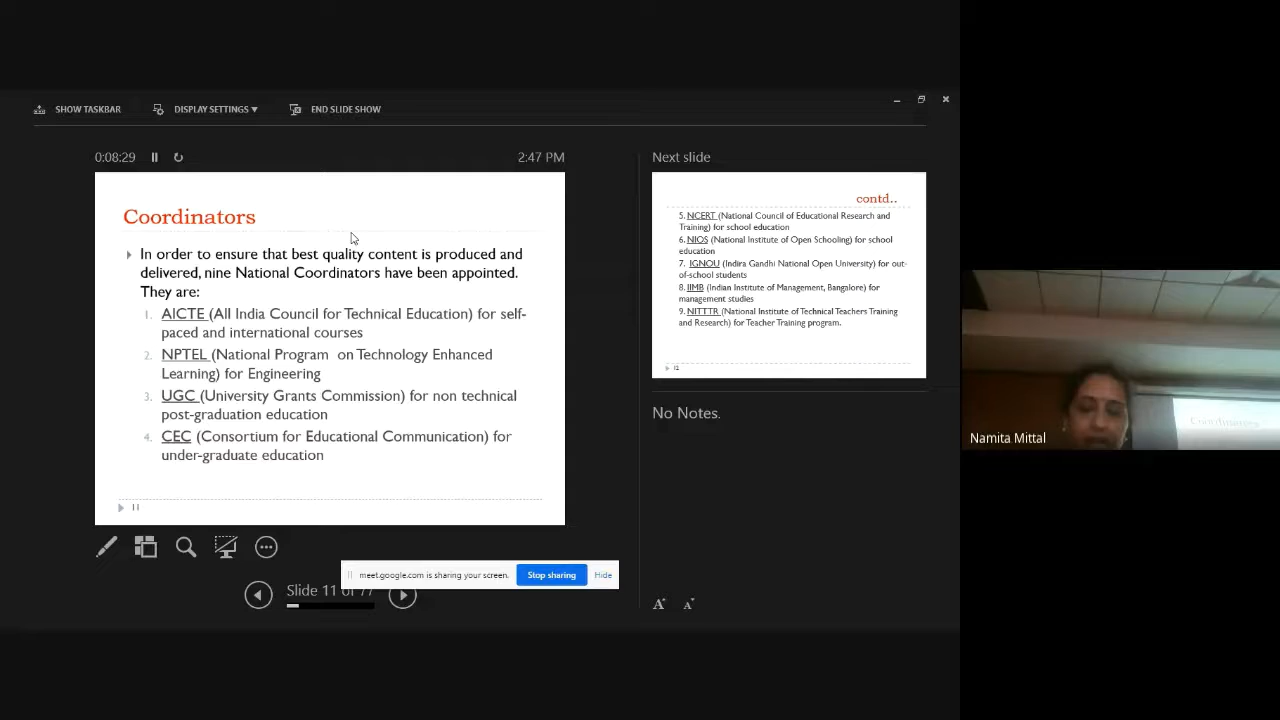 SHOW TASKBAR DISPLAY SETTINGS ▾ END SLIDE SHOW
0:08:29 2:47 PM
Coordinators
In order to ensure that best quality content is produced and
delivered, nine National Coordinators have been appointed.
They are:
1. AICTE (All India Council for Technical Education) for self-
paced and international courses
2. NPTEL (National Program on Technology Enhanced
Learning) for Engineering
3. UGC (University Grants Commission) for non technical
post-graduation education
4. CEC (Consortium for Educational Communication) for
under-graduate education
11
meet.google.com is sharing your screen. Stop sharing Hide
Slide 11 of 77
Next slide
contd..
5. NCERT (National Council of Educational Research and
Training) for school education
6. NIOS (National Institute of Open Schooling) for school
education
7. IGNOU (Indira Gandhi National Open University) for out-
of-school students
8. IIMB (Indian Institute of Management, Bangalore) for
management studies
9. NITTTR (National Institute of Technical Teachers Training
and Research) for Teacher Training program.
12
No Notes.
A A
Namita Mittal
Coordinators